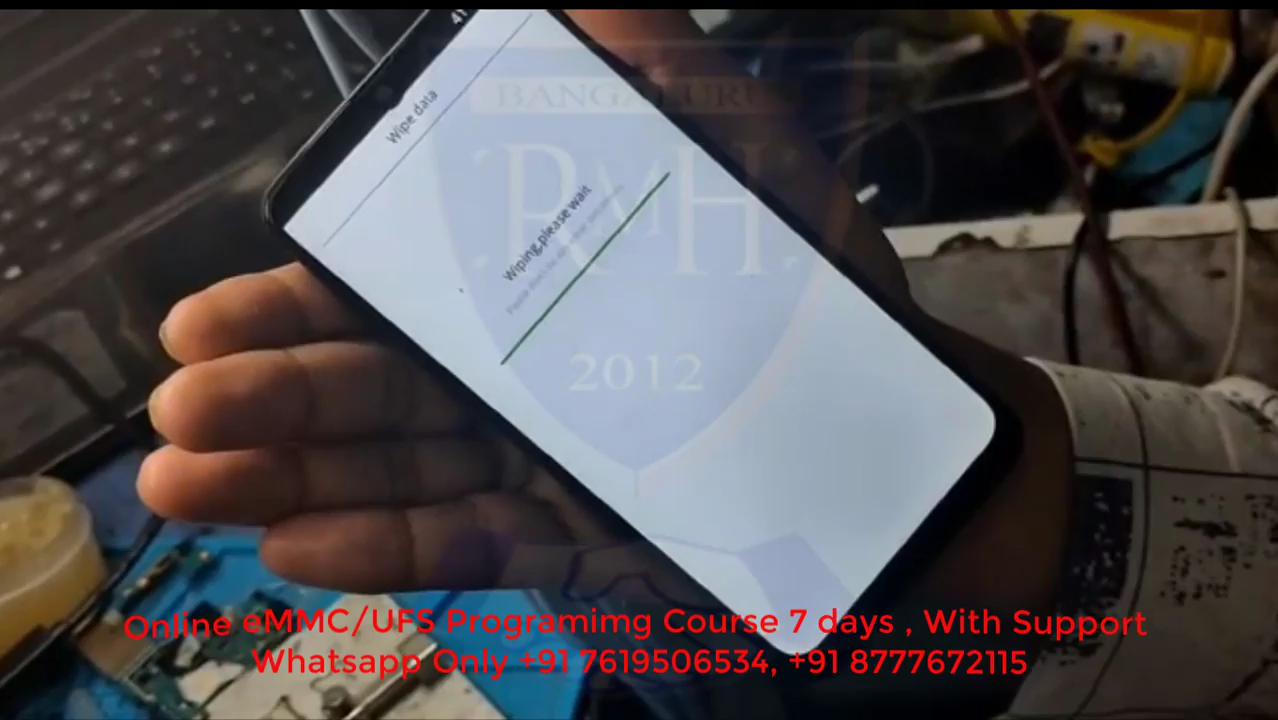 41
Wipe data
BANGALURU
RMH
Wiping,please wait
2012
Online eMMC/UFS Programimg Course 7 days , With Support
Whatsapp Only +91 7619506534, +91 8777672115